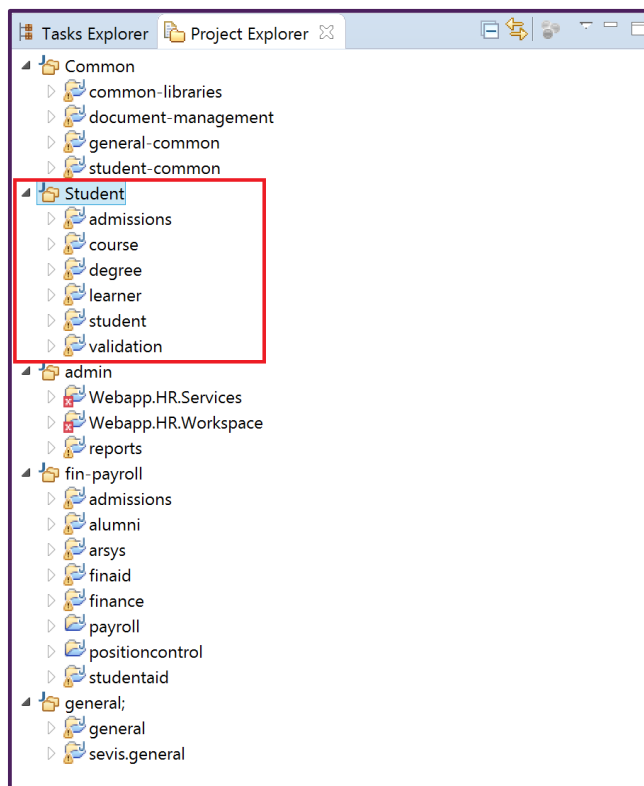 Tasks Explorer Project Explorer
Common
common-libraries
document-management
general-common
student-common
Student
admissions
course
degree
learner
student
validation
admin
Webapp.HR.Services
Webapp.HR.Workspace
reports
fin-payroll
admissions
alumni
arsys
finaid
finance
payroll
positioncontrol
studentaid
general;
general
sevis.general